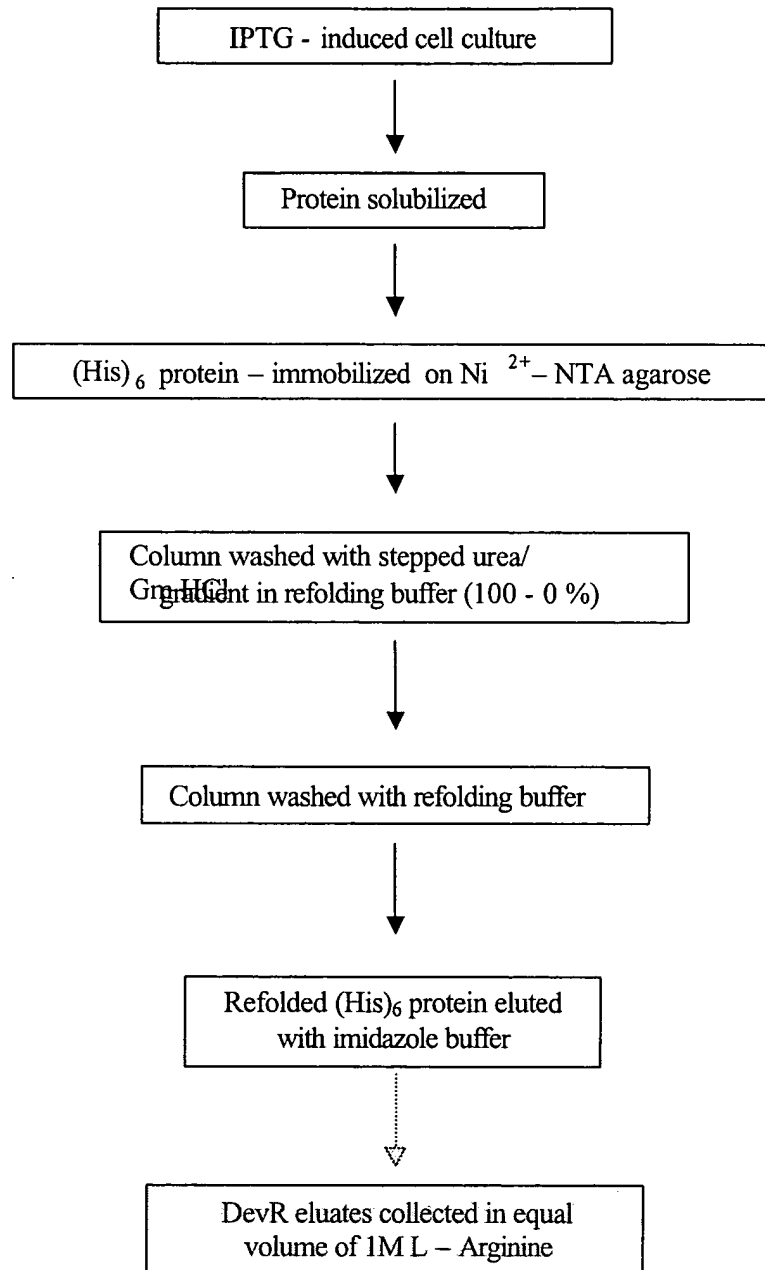 IPTG - induced cell culture
Protein solubilized
(His)6 protein – immobilized on Ni 2+ – NTA agarose
Column washed with stepped urea/
gradient in refolding buffer (100 - 0 %)
Column washed with refolding buffer
Refolded (His)6 protein eluted
with imidazole buffer
DevR eluates collected in equal
volume of 1M L – Arginine